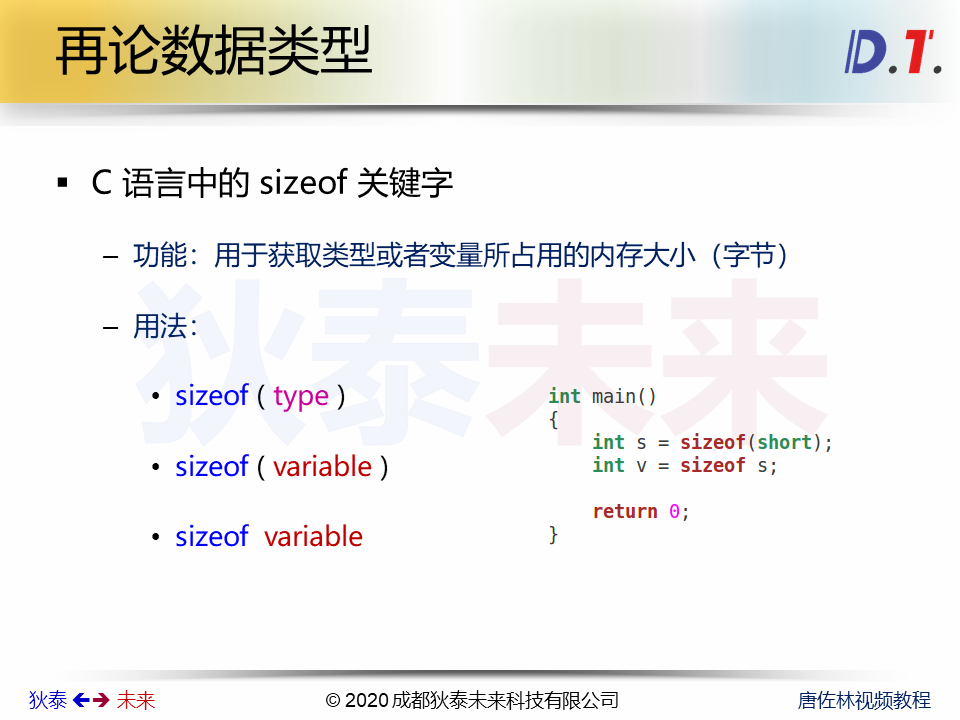 再论数据类型
D.T.
▪ C 语言中的 sizeof 关键字
– 功能：用于获取类型或者变量所占用的内存大小（字节）
– 用法：
• sizeof ( type )
• sizeof ( variable )
• sizeof variable
int main()
{
int s = sizeof(short);
int v = sizeof s;
return 0;
}
狄泰未来
狄泰 未来
© 2020 成都狄泰未来科技有限公司
唐佐林视频教程